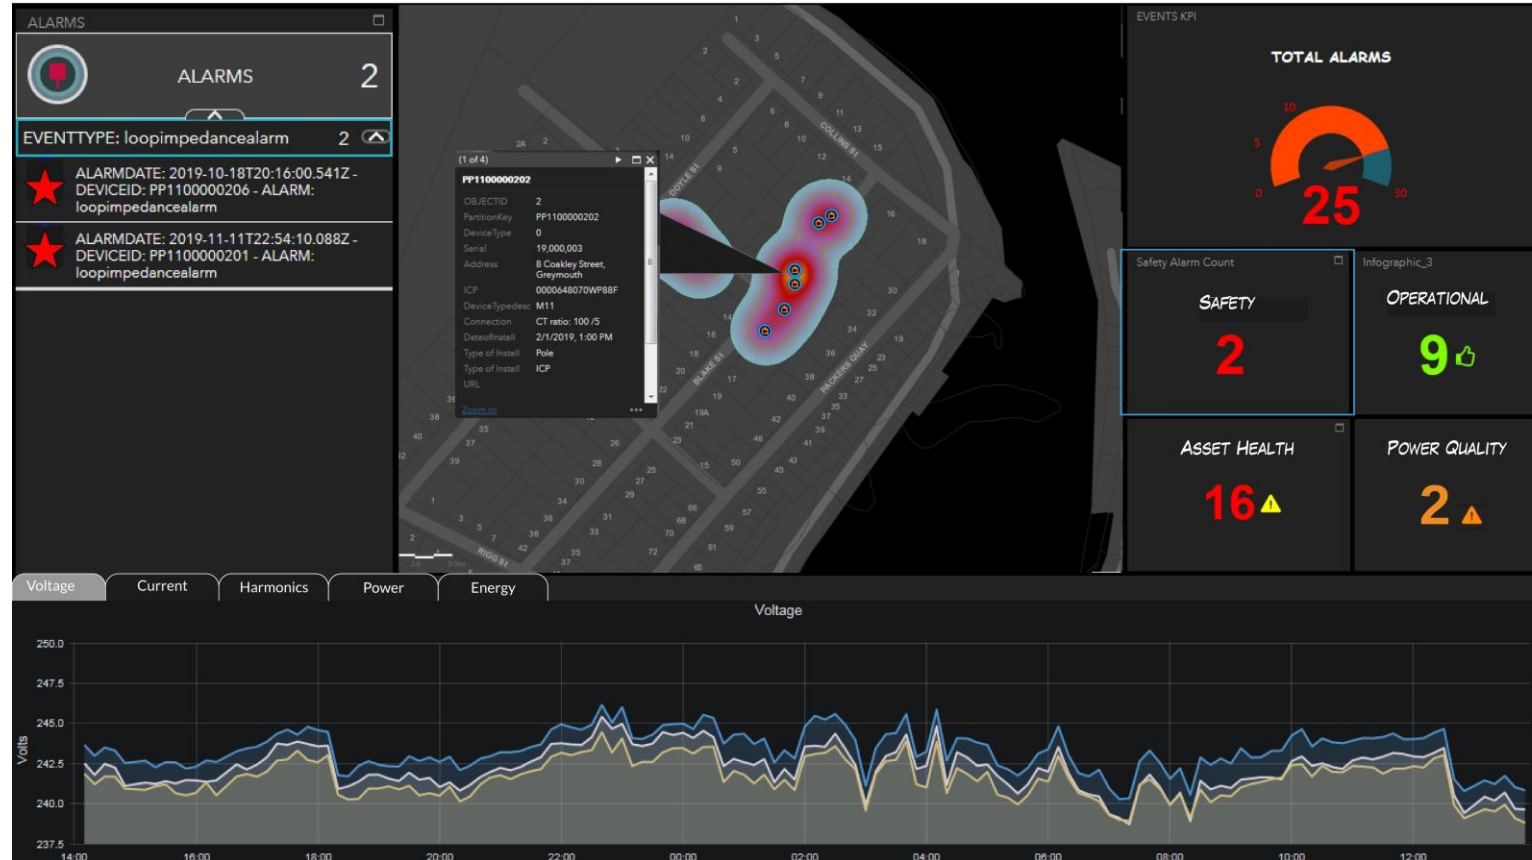 ALARMS
ALARMS 2
EVENTTYPE: loopimpedancealarm 2
ALARMDATE: 2019-10-18T20:16:00.541Z -
DEVICEID: PP1100000206 - ALARM:
loopimpedancealarm
ALARMDATE: 2019-11-11T22:54:10.088Z -
DEVICEID: PP1100000201 - ALARM:
loopimpedancealarm
(1 of 4)
PP1100000202
OBJECTID 2
PartitionKey PP1100000202
DeviceType 0
Serial 19,000,003
Address 8 Coakley Street,
Greymouth
ICP 0000648070WP88F
DeviceTypedesc M11
Connection CT ratio: 100 /5
DateofInstall 2/1/2019, 1:00 PM
Type of Install Pole
Type of Install ICP
URL
Zoom to
COLLINS ST
DOYLE ST
BLAKE ST
PACKERS QUAY
RIGG ST
EVENTS KPI
TOTAL ALARMS
0
5
10
30
25
Safety Alarm Count
SAFETY
2
Infographic_3
OPERATIONAL
9
ASSET HEALTH
16
POWER QUALITY
2
Voltage Current Harmonics Power Energy
Voltage
Volts
250.0
247.5
245.0
242.5
240.0
237.5
14:00 16:00 18:00 20:00 22:00 00:00 02:00 04:00 06:00 08:00 10:00 12:00